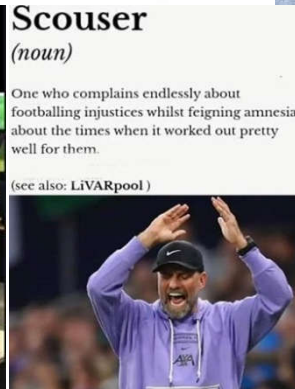 Scouser
(noun)
One who complains endlessly about
footballing injustices whilst feigning amnesia
about the times when it worked out pretty
well for them.
(see also: LiVARpool )
AXA